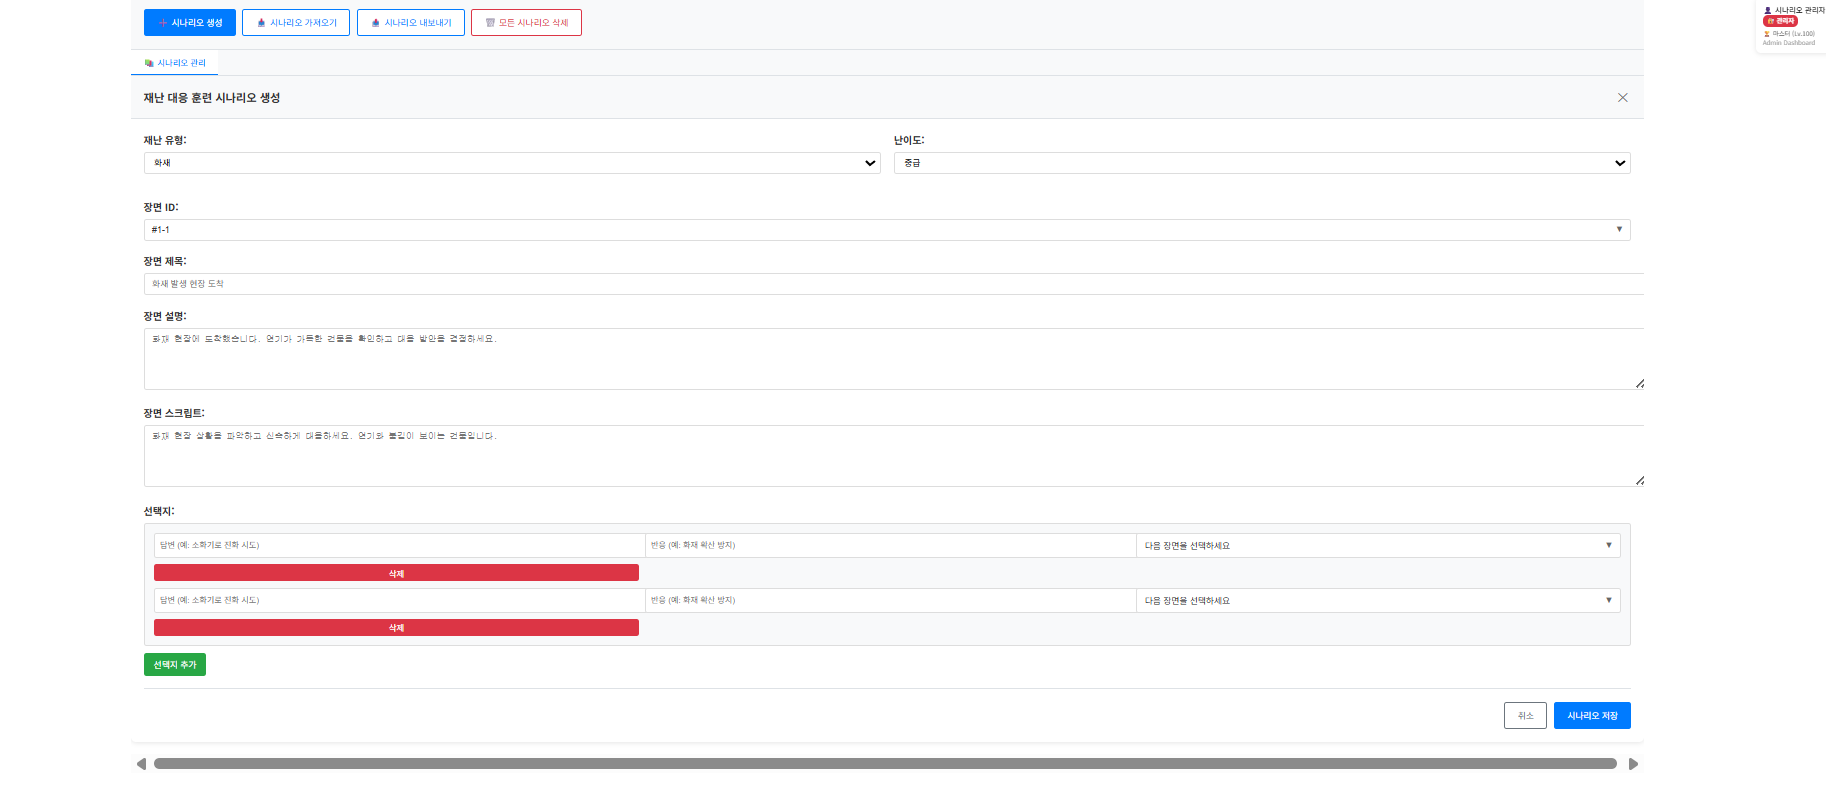 시나리오 생성
시나리오 가져오기
시나리오 내보내기
모든 시나리오 삭제
시나리오 관리자
관리자
마스터 (Lv.100)
Admin Dashboard
시나리오 관리
재난 대응 훈련 시나리오 생성
재난 유형:
난이도:
화재
중급
장면 ID:
#1-1
장면 제목:
화재 발생 현장 도착
장면 설명:
화재 현장에 도착했습니다. 연기가 가득한 건물을 확인하고 대응 방안을 결정하세요.
장면 스크립트:
화재 현장 상황을 파악하고 신속하게 대응하세요. 연기와 불길이 보이는 건물입니다.
선택지:
답변 (예: 소화기로 진화 시도)
반응 (예: 화재 확산 방지)
다음 장면을 선택하세요
삭제
답변 (예: 소화기로 진화 시도)
반응 (예: 화재 확산 방지)
다음 장면을 선택하세요
삭제
선택지 추가
취소
시나리오 저장